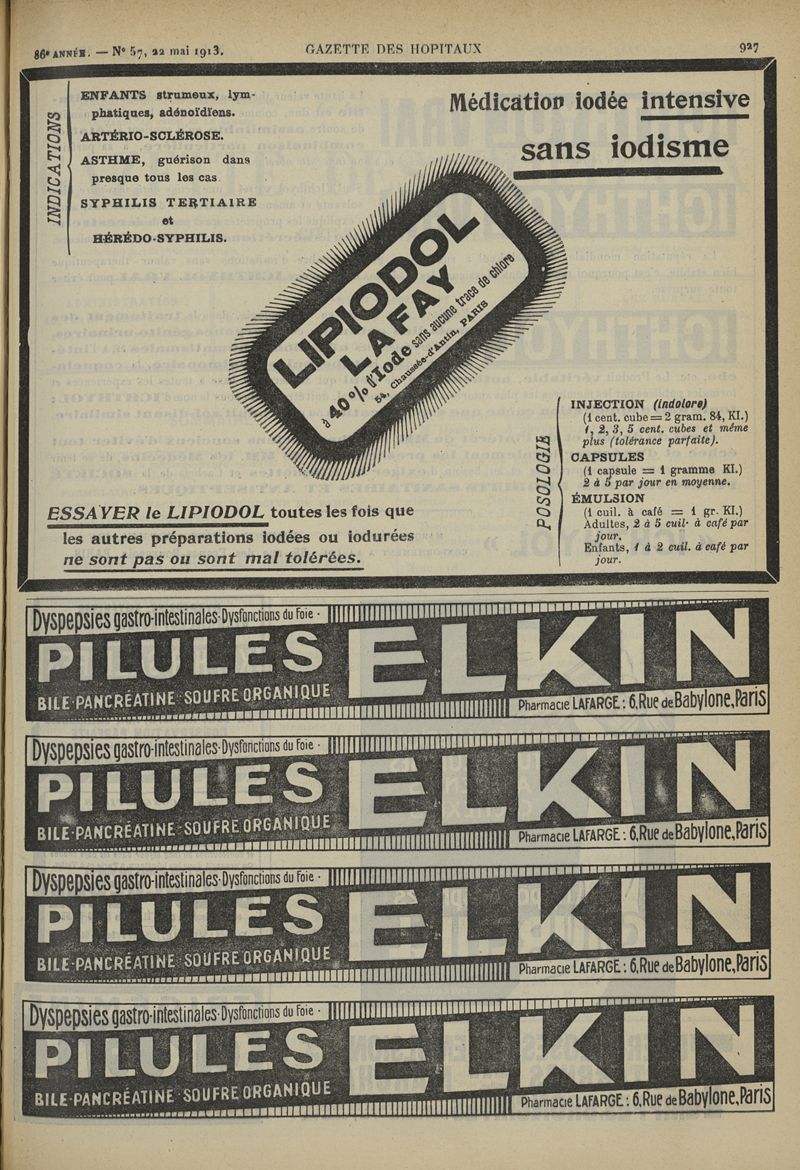 86e ANNÉE. — No 57, 22 mai 1913.
GAZETTE DES HOPITAUX
927
INDICATIONS
ENFANTS strumeux, lym-
phatiques, adénoïdiens.
ARTÉRIO-SCLÉROSE.
ASTHME, guérison dans
presque tous les cas
SYPHILIS TERTIAIRE
et
HÉRÉDO-SYPHILIS.
Médication iodée intensive
sans iodisme
LIPIODOL
LAFAY
à 40% d'Iode sans aucune trace de chlore
54, Chaussée-d'Antin, PARIS
ESSAYER le LIPIODOL toutes les fois que
les autres préparations iodées ou iodurées
ne sont pas ou sont mal tolérées.
POSOLOGIE
INJECTION (indolore)
(1 cent. cube = 2 gram. 84, KI.)
1, 2, 3, 5 cent. cubes et même
plus (tolérance parfaite).
CAPSULES
(1 capsule = 1 gramme KI.)
2 à 5 par jour en moyenne.
ÉMULSION
(1 cuil. à café = 1 gr. KI.)
Adultes, 2 à 5 cuil. à café par
jour.
Enfants, 1 à 2 cuil. à café par
jour.
Dyspepsies gastro-intestinales-Dysfonctions du Foie -
PILULES ELKIN
BILE-PANCRÉATINE-SOUFRE ORGANIQUE
Pharmacie LAFARGE : 6, Rue de Babylone, Paris
Dyspepsies gastro-intestinales-Dysfonctions du Foie -
PILULES ELKIN
BILE-PANCRÉATINE-SOUFRE ORGANIQUE
Pharmacie LAFARGE : 6, Rue de Babylone, Paris
Dyspepsies gastro-intestinales-Dysfonctions du Foie -
PILULES ELKIN
BILE-PANCRÉATINE SOUFRE ORGANIQUE
Pharmacie LAFARGE : 6, Rue de Babylone, Paris
Dyspepsies gastro-intestinales-Dysfonctions du Foie -
PILULES ELKIN
BILE-PANCRÉATINE-SOUFRE ORGANIQUE
Pharmacie LAFARGE : 6, Rue de Babylone, Paris